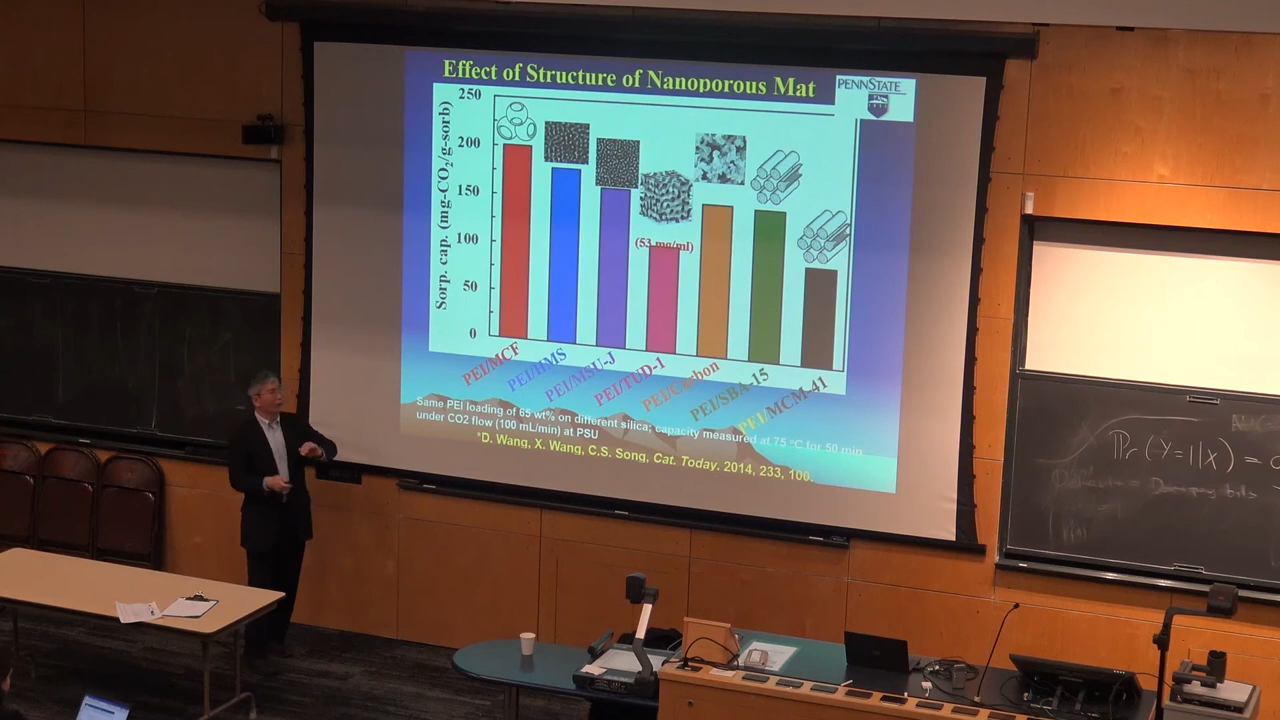 Effect of Structure of Nanoporous Mat
PENNSTATE
Sorp. cap. (mg-CO2/g-sorb)
250
200
150
100
50
0
(53 mg/ml)
PEI/MCF
PEI/HMS
PEI/MSU-J
PEI/TUD-1
PEI/Carbon
PEI/SBA-15
PEI/MCM-41
Same PEI loading of 65 wt% on different silica; capacity measured at 75 °C for 50 min
under CO2 flow (100 mL/min) at PSU
*D. Wang, X. Wang, C.S. Song, Cat. Today. 2014, 233, 100.
Pr(Y=1|X) =